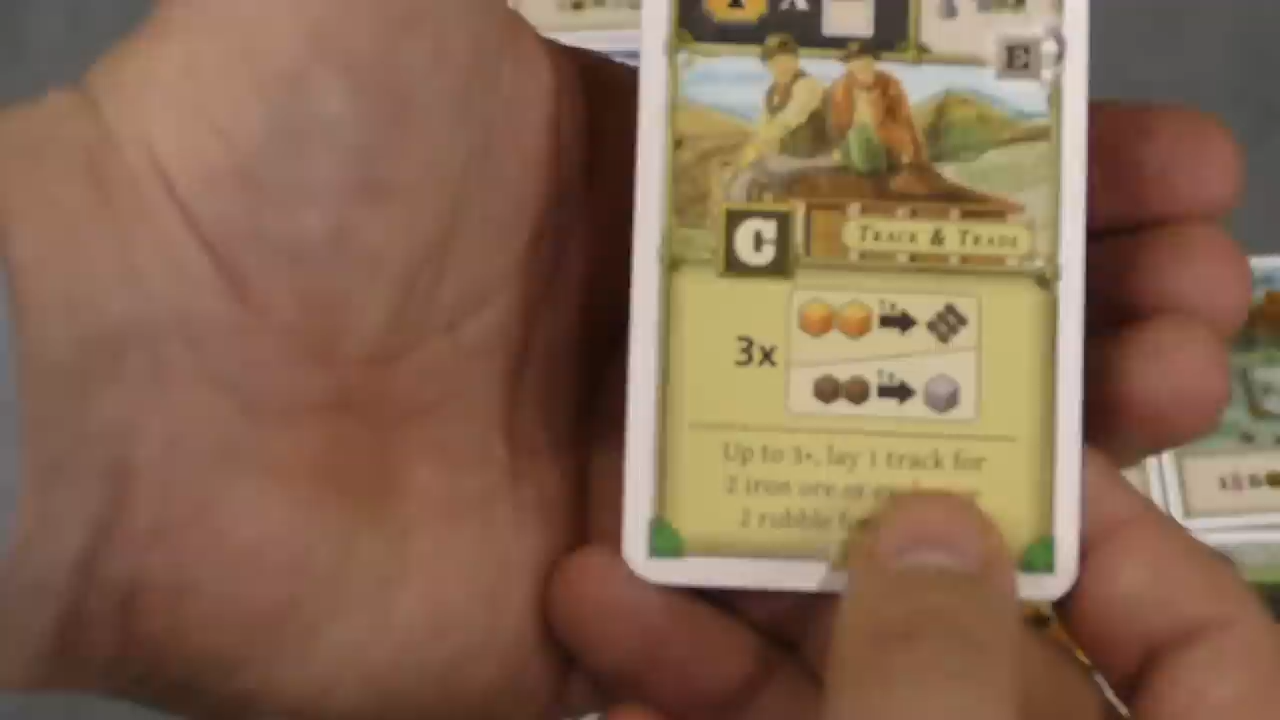 X
E
C
TRACK & TRADE
1x
3x
1x
Up to 3×, lay 1 track for
2 iron ore or
2 rubble